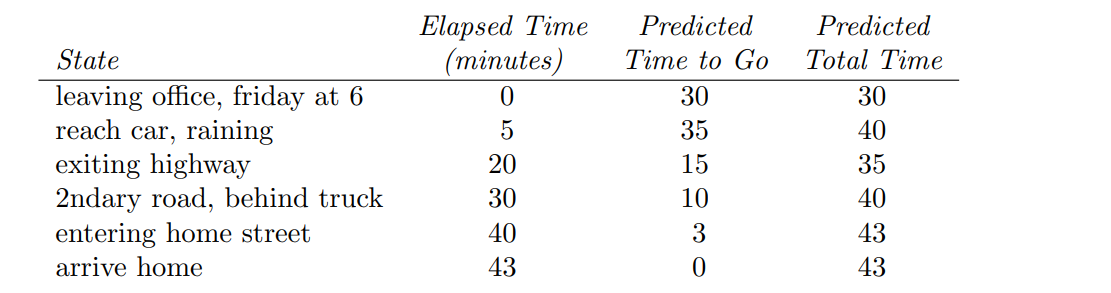 Elapsed Time Predicted Predicted
State (minutes) Time to Go Total Time
leaving office, friday at 6 0 30 30
reach car, raining 5 35 40
exiting highway 20 15 35
2ndary road, behind truck 30 10 40
entering home street 40 3 43
arrive home 43 0 43